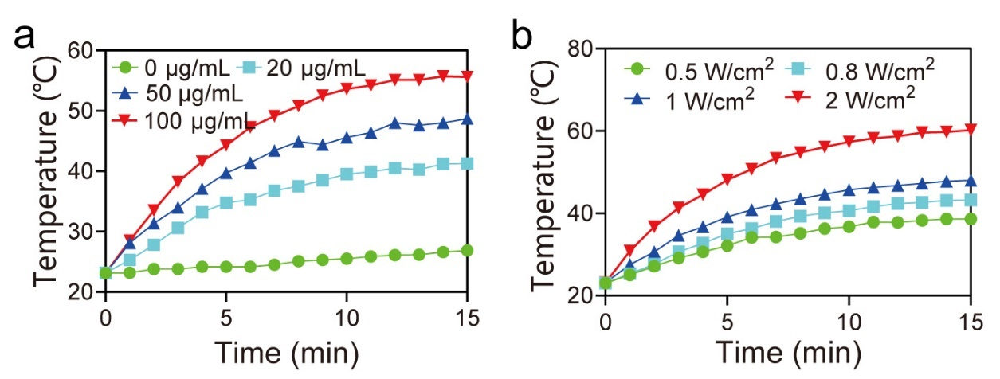 a
60
50
40
30
20
Temperature (°C)
0 μg/mL 20 μg/mL
50 μg/mL
100 μg/mL
0 5 10 15
Time (min)
b
80
60
40
20
Temperature (°C)
0.5 W/cm² 0.8 W/cm²
1 W/cm² 2 W/cm²
0 5 10 15
Time (min)